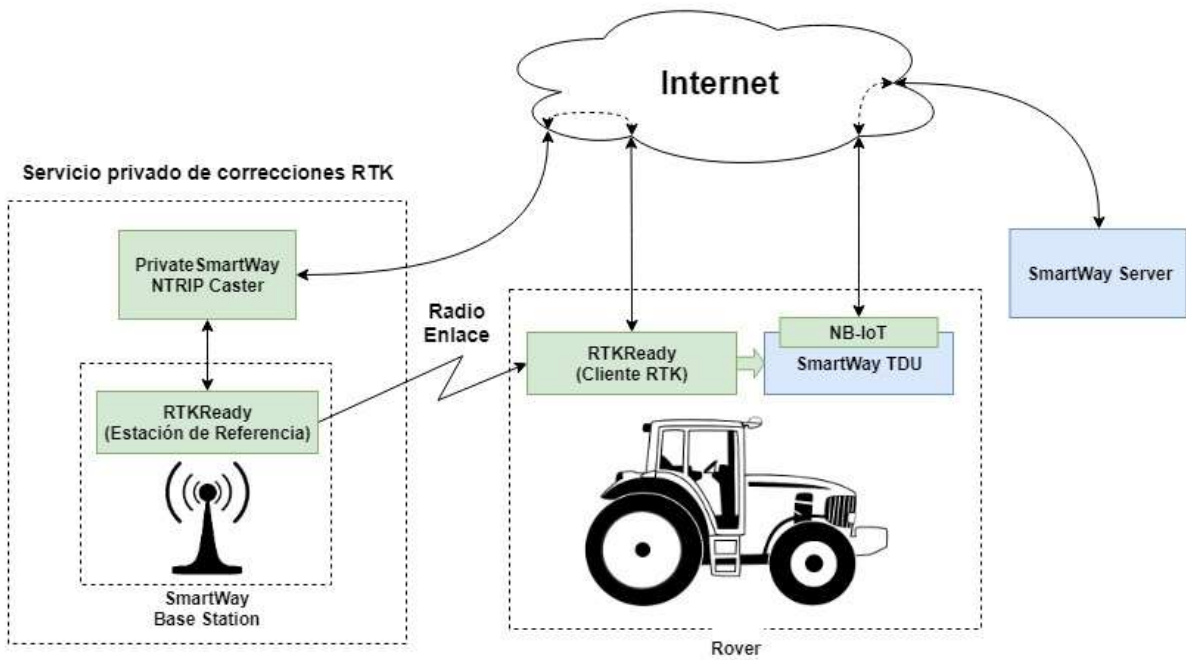 Internet
Servicio privado de correcciones RTK
PrivateSmartWay
NTRIP Caster
SmartWay Server
Radio
Enlace
NB-IoT
SmartWay TDU
RTKReady
(Cliente RTK)
RTKReady
(Estación de Referencia)
SmartWay
Base Station
Rover